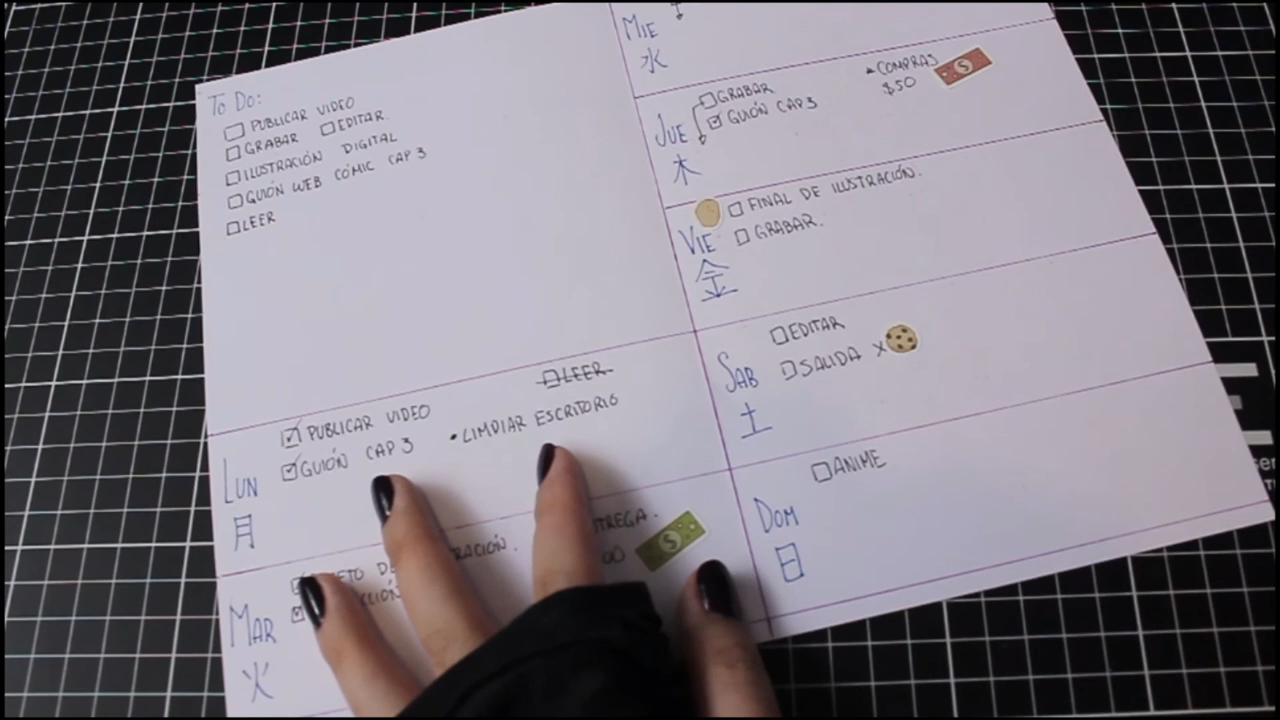 To Do:
PUBLICAR VIDEO
GRABAR EDITAR.
ILUSTRACIÓN DIGITAL
GUIÓN WEB CÓMIC CAP 3
LEER
LEER
PUBLICAR VIDEO
GUIÓN CAP 3 • LIMPIAR ESCRITORIO
LUN
月
MAR
火
MIE
水
GRABAR
GUIÓN CAP 3
COMPRAS
$50
$
JUE
木
FINAL DE ILUSTRACIÓN.
GRABAR.
VIE
金
EDITAR
SALIDA X
SAB
土
ANIME
DOM
日
$